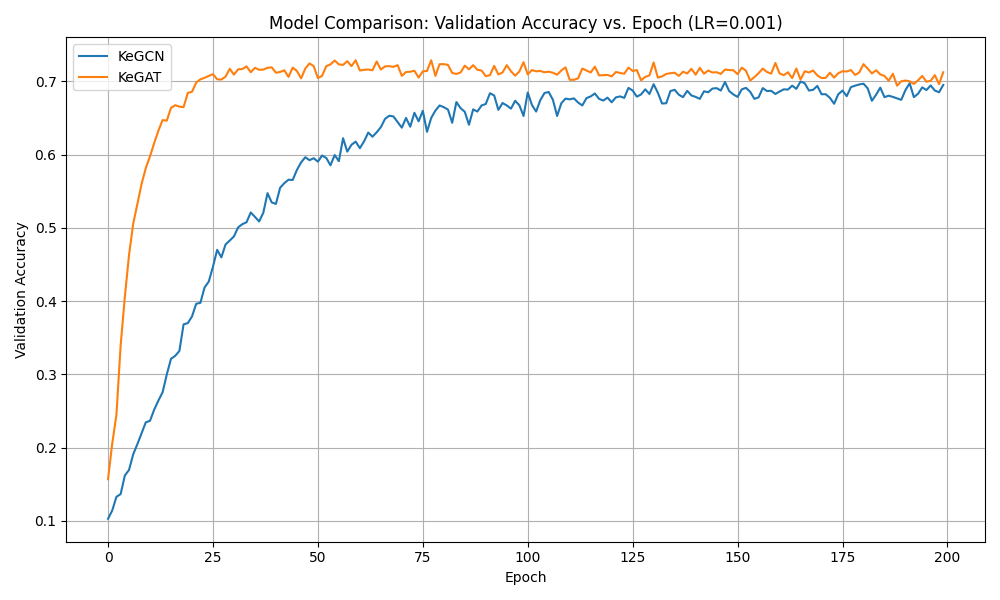 Model Comparison: Validation Accuracy vs. Epoch (LR=0.001)
KeGCN
KeGAT
Validation Accuracy
0.7
0.6
0.5
0.4
0.3
0.2
0.1
0 25 50 75 100 125 150 175 200
Epoch